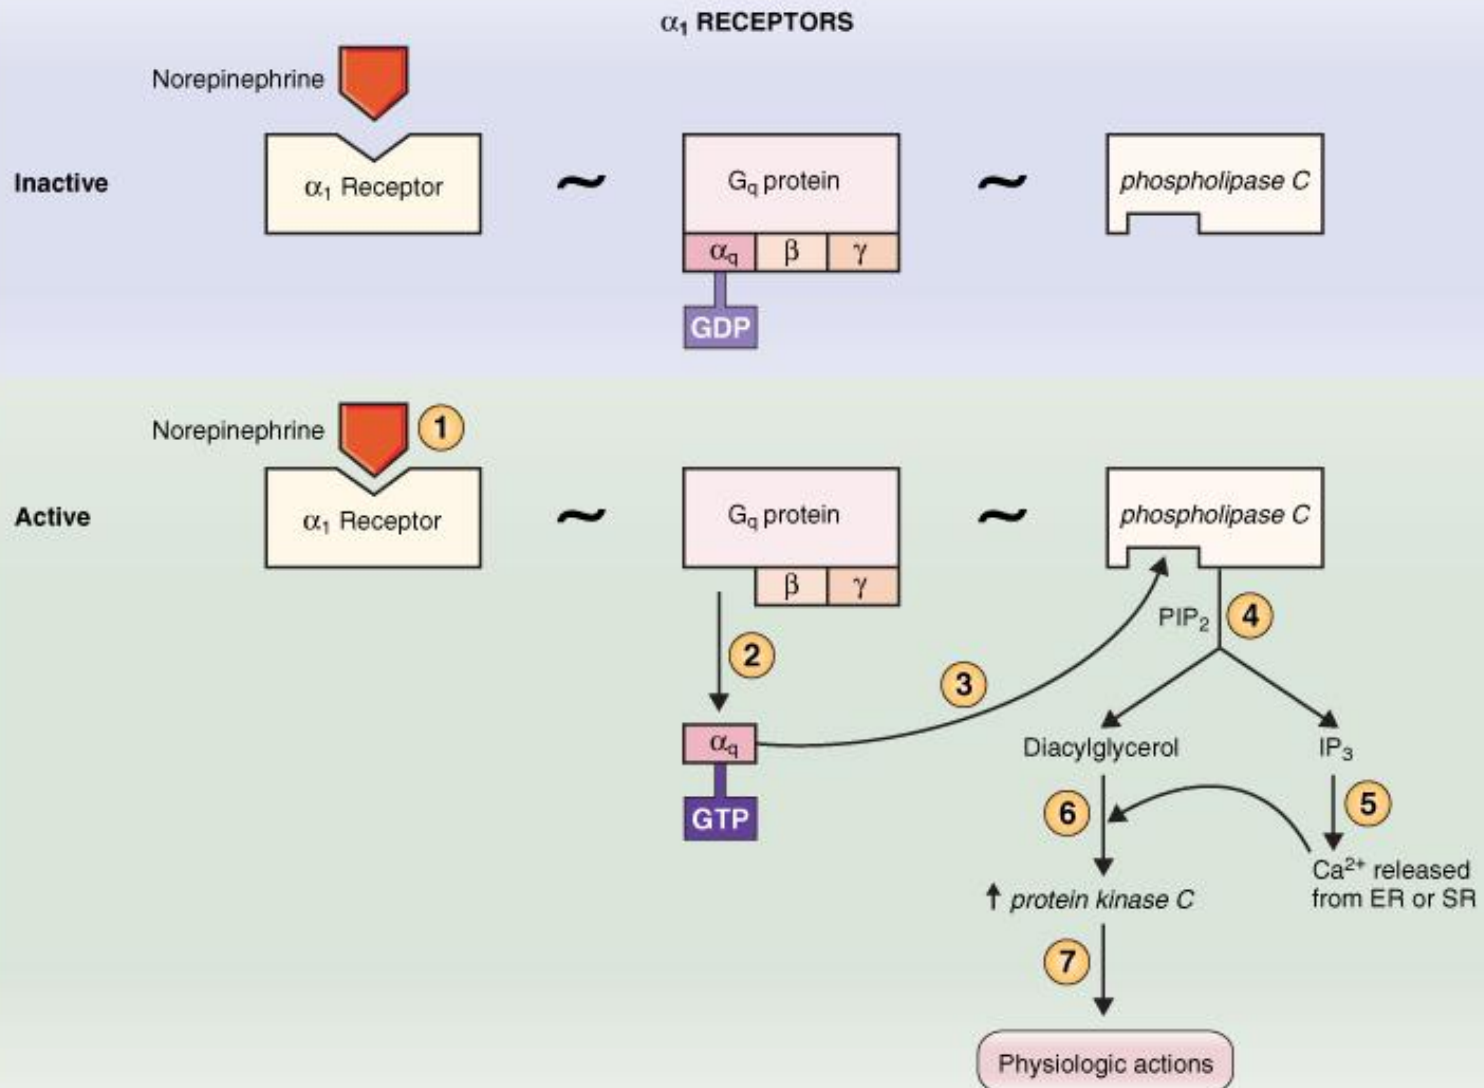 α₁ RECEPTORS
Norepinephrine
Inactive
α₁ Receptor
~
Gq protein
~
phospholipase C
αq
β
γ
GDP
Norepinephrine
1
Active
α₁ Receptor
~
Gq protein
~
phospholipase C
β
γ
PIP₂
4
2
3
αq
GTP
Diacylglycerol
IP₃
6
5
Ca²⁺ released
from ER or SR
↑ protein kinase C
7
Physiologic actions